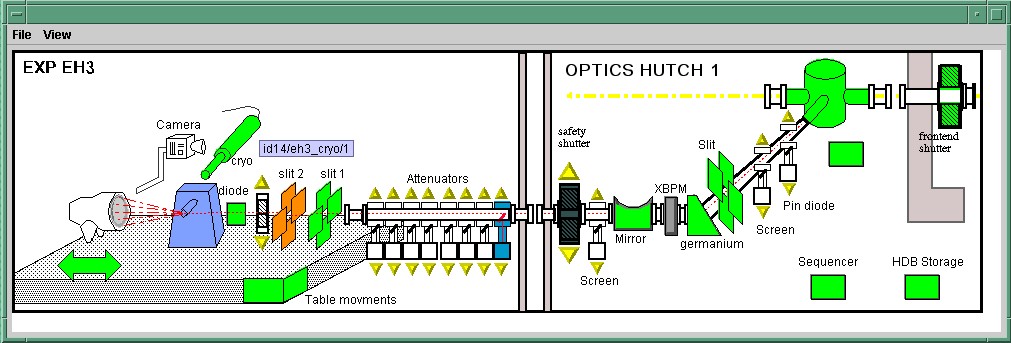 File View
EXP EH3
OPTICS HUTCH 1
Camera
cryo
id14/eh3_cryo/1
diode
slit 2
slit 1
Attenuators
Table movments
safety
shutter
Screen
Mirror
XBPM
germanium
Slit
Screen
Pin diode
frontend
shutter
Sequencer
HDB Storage